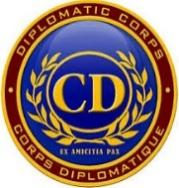 DIPLOMATIC CORPS
CD
EX AMICITIA PAX
CORPS DIPLOMATIQUE